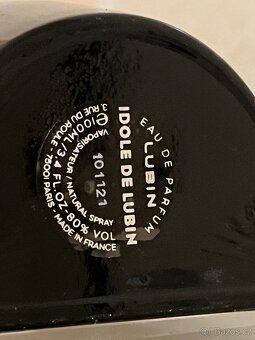 EAU DE PARFUM
LUBIN
IDOLE DE LUBIN
101121
VAPORISATEUR / NATURAL SPRAY
℮100ML/3.4 FL.OZ-80% VOL
3, RUE DU ROULE - 75001 PARIS - MADE IN FRANCE